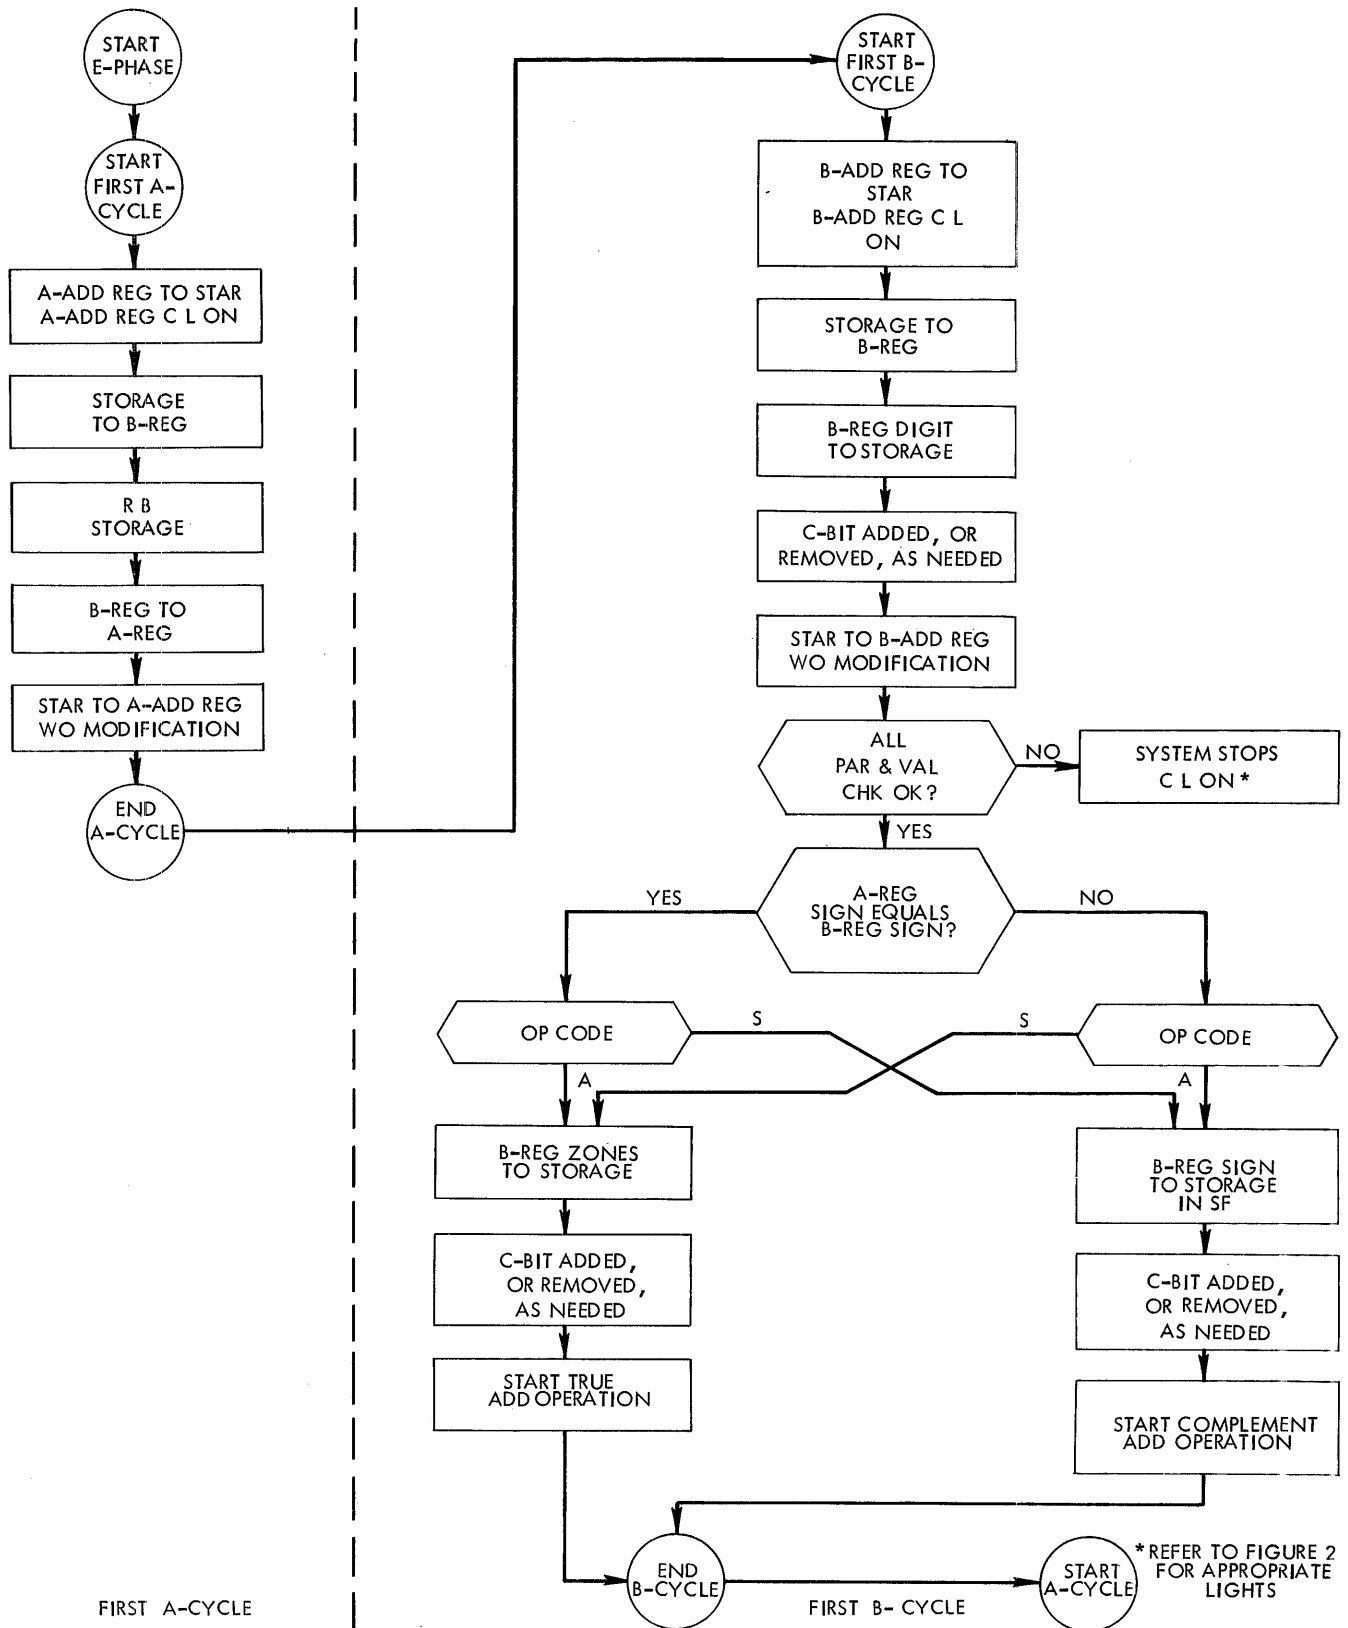 START
E-PHASE
START
FIRST A-
CYCLE
A-ADD REG TO STAR
A-ADD REG C L ON
STORAGE
TO B-REG
R B
STORAGE
B-REG TO
A-REG
STAR TO A-ADD REG
WO MODIFICATION
END
A-CYCLE
FIRST A-CYCLE
START
FIRST B-
CYCLE
B-ADD REG TO
STAR
B-ADD REG C L
ON
STORAGE TO
B-REG
B-REG DIGIT
TO STORAGE
C-BIT ADDED, OR
REMOVED, AS NEEDED
STAR TO B-ADD REG
WO MODIFICATION
ALL
PAR & VAL
CHK OK?
NO
SYSTEM STOPS
C L ON *
YES
A-REG
SIGN EQUALS
B-REG SIGN?
YES
NO
OP CODE
S
S
OP CODE
A
A
B-REG ZONES
TO STORAGE
C-BIT ADDED,
OR REMOVED,
AS NEEDED
START TRUE
ADD OPERATION
B-REG SIGN
TO STORAGE
IN SF
C-BIT ADDED,
OR REMOVED,
AS NEEDED
START COMPLEMENT
ADD OPERATION
END
B-CYCLE
START
A-CYCLE
* REFER TO FIGURE 2
FOR APPROPRIATE
LIGHTS
FIRST B- CYCLE